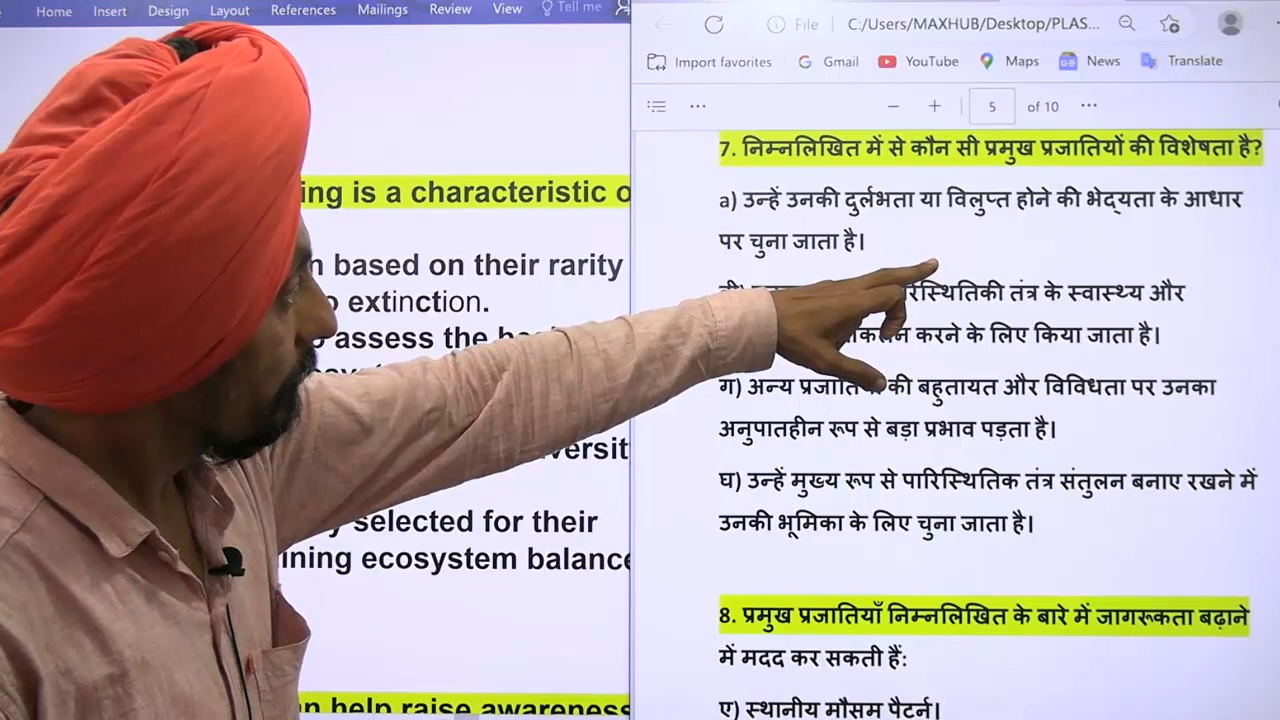 Home Insert Design Layout References Mailings Review View Tell me
File C:/Users/MAXHUB/Desktop/PLAS...
Import favorites Gmail YouTube Maps News Translate
5 of 10
ing is a characteristic o
n based on their rarity
o extinction.
assess the
versit
y selected for their
ining ecosystem balance
n help raise awareness
7. निम्नलिखित में से कौन सी प्रमुख प्रजातियों की विशेषता है?
a) उन्हें उनकी दुर्लभता या विलुप्त होने की भेद्यता के आधार
पर चुना जाता है।
रिस्थितिकी तंत्र के स्वास्थ्य और
करने के लिए किया जाता है।
ग) अन्य की बहुतायत और विविधता पर उनका
अनुपातहीन रूप से बड़ा प्रभाव पड़ता है।
घ) उन्हें मुख्य रूप से पारिस्थितिक तंत्र संतुलन बनाए रखने में
उनकी भूमिका के लिए चुना जाता है।
8. प्रमुख प्रजातियाँ निम्नलिखित के बारे में जागरूकता बढ़ाने
में मदद कर सकती हैं:
ए) स्थानीय मौसम पैटर्न।